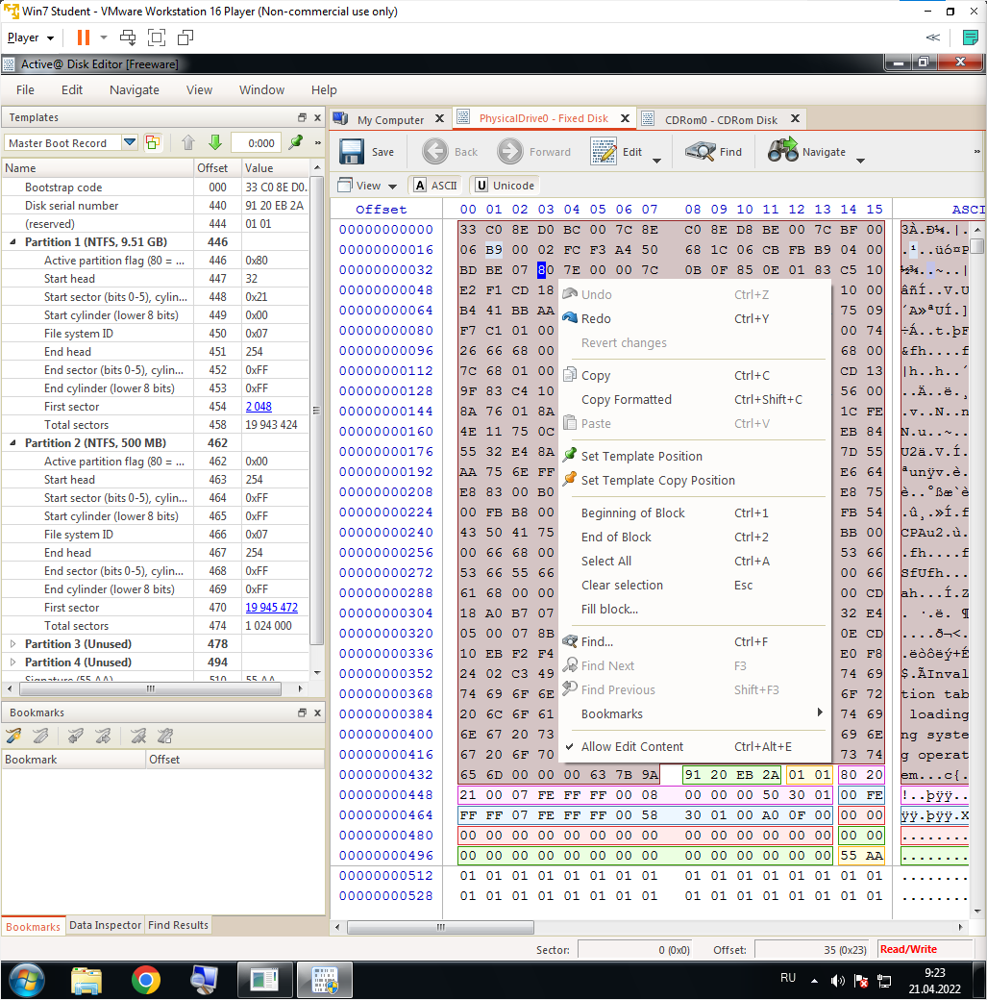 Win7 Student - VMware Workstation 16 Player (Non-commercial use only)
Player
Active@ Disk Editor [Freeware]
File Edit Navigate View Window Help
Templates
Master Boot Record 0:000 »
Name Offset Value
Bootstrap code 000 33 C0 8E D0...
Disk serial number 440 91 20 EB 2A
(reserved) 444 01 01
Partition 1 (NTFS, 9.51 GB) 446
Active partition flag (80 = ... 446 0x80
Start head 447 32
Start sector (bits 0-5), cylin... 448 0x21
Start cylinder (lower 8 bits) 449 0x00
File system ID 450 0x07
End head 451 254
End sector (bits 0-5), cylin... 452 0xFF
End cylinder (lower 8 bits) 453 0xFF
First sector 454 2 048
Total sectors 458 19 943 424
Partition 2 (NTFS, 500 MB) 462
Active partition flag (80 = ... 462 0x00
Start head 463 254
Start sector (bits 0-5), cylin... 464 0xFF
Start cylinder (lower 8 bits) 465 0xFF
File system ID 466 0x07
End head 467 254
End sector (bits 0-5), cylin... 468 0xFF
End cylinder (lower 8 bits) 469 0xFF
First sector 470 19 945 472
Total sectors 474 1 024 000
Partition 3 (Unused) 478
Partition 4 (Unused) 494
Signature (55 AA) 510 55 AA
Bookmarks
Bookmark Offset
Bookmarks Data Inspector Find Results
My Computer PhysicalDrive0 - Fixed Disk CDRom0 - CDRom Disk
Save Back Forward Edit Find Navigate »
View A ASCII U Unicode
Offset 00 01 02 03 04 05 06 07 08 09 10 11 12 13 14 15 ASCI
00000000000 33 C0 8E D0 BC 00 7C 8E C0 8E D8 BE 00 7C BF 00 3À.Ð¼.|.
00000000016 06 B9 00 02 FC F3 A4 50 68 1C 06 CB FB B9 04 00 .¹..üó¤P
00000000032 BD BE 07 80 7E 00 00 7C 0B 0F 85 0E 01 83 C5 10 ½¾..~..|
00000000048 E2 F1 CD 18 10 00 âñÍ..V.U
00000000064 B4 41 BB AA 75 09 ´A»ªUÍ.]
00000000080 F7 C1 01 00 00 74 ÷Á..t.þF
00000000096 26 66 68 00 68 00 &fh....f
00000000112 7C 68 01 00 CD 13 |h..h..´
00000000128 9F 83 C4 10 56 00 ..Ä..ë.¸
00000000144 8A 76 01 8A 1C FE .v..N..n
00000000160 4E 11 75 0C EB 84 N.u..~..
00000000176 55 32 E4 8A 7D 55 U2ä.V.Í.
00000000192 AA 75 6E FF E6 64 ªunÿv.è.
00000000208 E8 83 00 B0 E8 75 è..°ßæ`è
00000000224 00 FB B8 00 FB 54 .û¸.»Í.f
00000000240 43 50 41 75 BB 00 CPAu2.ù.
00000000256 00 66 68 00 53 66 .fh....f
00000000272 53 66 55 66 00 66 SfUfh...
00000000288 61 68 00 00 00 CD ah...Í.Z
00000000304 18 A0 B7 07 32 E4
00000000320 05 00 07 8B 0E CD ....ð¬<.
00000000336 10 EB F2 F4 E0 F8 .ëòôëý+É
00000000352 24 02 C3 49 $.ÃInval
00000000368 74 69 6F 6E 6F 72 tion tab
00000000384 20 6C 6F 61 74 69 loading
00000000400 6E 67 20 73 69 6E ng syste
00000000416 67 20 6F 70 73 74 g operat
00000000432 65 6D 00 00 00 63 7B 9A 91 20 EB 2A 01 01 80 20 em...c{.
00000000448 21 00 07 FE FF FF 00 08 00 00 00 50 30 01 00 FE !..þÿÿ..
00000000464 FF FF 07 FE FF FF 00 58 30 01 00 A0 0F 00 00 00 ÿÿ.þÿÿ.X
00000000480 00 00 00 00 00 00 00 00 00 00 00 00 00 00 00 00 ........
00000000496 00 00 00 00 00 00 00 00 00 00 00 00 00 00 55 AA ........
00000000512 01 01 01 01 01 01 01 01 01 01 01 01 01 01 01 01 ........
00000000528 01 01 01 01 01 01 01 01 01 01 01 01 01 01 01 01 ........
Undo Ctrl+Z
Redo Ctrl+Y
Revert changes
Copy Ctrl+C
Copy Formatted Ctrl+Shift+C
Paste Ctrl+V
Set Template Position
Set Template Copy Position
Beginning of Block Ctrl+1
End of Block Ctrl+2
Select All Ctrl+A
Clear selection Esc
Fill block...
Find... Ctrl+F
Find Next F3
Find Previous Shift+F3
Bookmarks
Allow Edit Content Ctrl+Alt+E
Sector: 0 (0x0) Offset: 35 (0x23) Read/Write
RU 9:23
21.04.2022